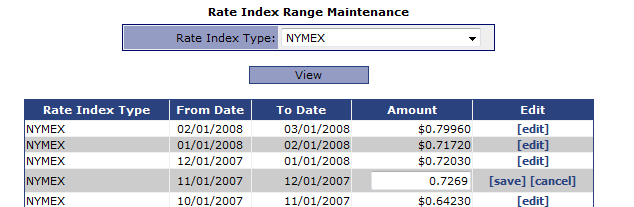 Rate Index Range Maintenance
Rate Index Type: NYMEX
View
Rate Index Type From Date To Date Amount Edit
NYMEX 02/01/2008 03/01/2008 $0.79960 [edit]
NYMEX 01/01/2008 02/01/2008 $0.71720 [edit]
NYMEX 12/01/2007 01/01/2008 $0.72030 [edit]
NYMEX 11/01/2007 12/01/2007 0.7269 [save] [cancel]
NYMEX 10/01/2007 11/01/2007 $0.64230 [edit]